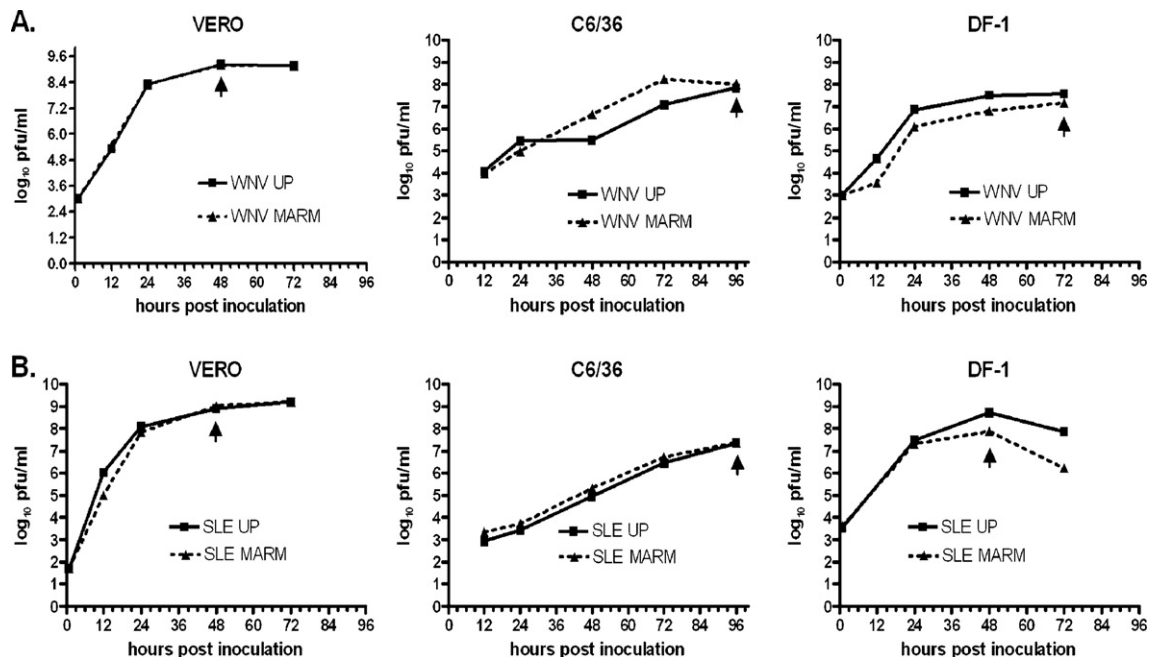 A.
VERO
log₁₀ pfu/ml
9.6
8.4
7.2
6.0
4.8
3.6
2.4
1.2
0.0
WNV UP
WNV MARM
0 12 24 36 48 60 72 84 96
hours post inoculation
C6/36
log₁₀ pfu/ml
10
9
8
7
6
5
4
3
2
1
0
WNV UP
WNV MARM
0 12 24 36 48 60 72 84 96
hours post inoculation
DF-1
log₁₀ pfu/ml
10
9
8
7
6
5
4
3
2
1
0
WNV UP
WNV MARM
0 12 24 36 48 60 72 84 96
hours post inoculation
B.
VERO
log₁₀ pfu/ml
10
9
8
7
6
5
4
3
2
1
0
SLE UP
SLE MARM
0 12 24 36 48 60 72 84 96
hours post inoculation
C6/36
log₁₀ pfu/ml
10
9
8
7
6
5
4
3
2
1
0
SLE UP
SLE MARM
0 12 24 36 48 60 72 84 96
hours post inoculation
DF-1
log₁₀ pfu/ml
10
9
8
7
6
5
4
3
2
1
0
SLE UP
SLE MARM
0 12 24 36 48 60 72 84 96
hours post inoculation